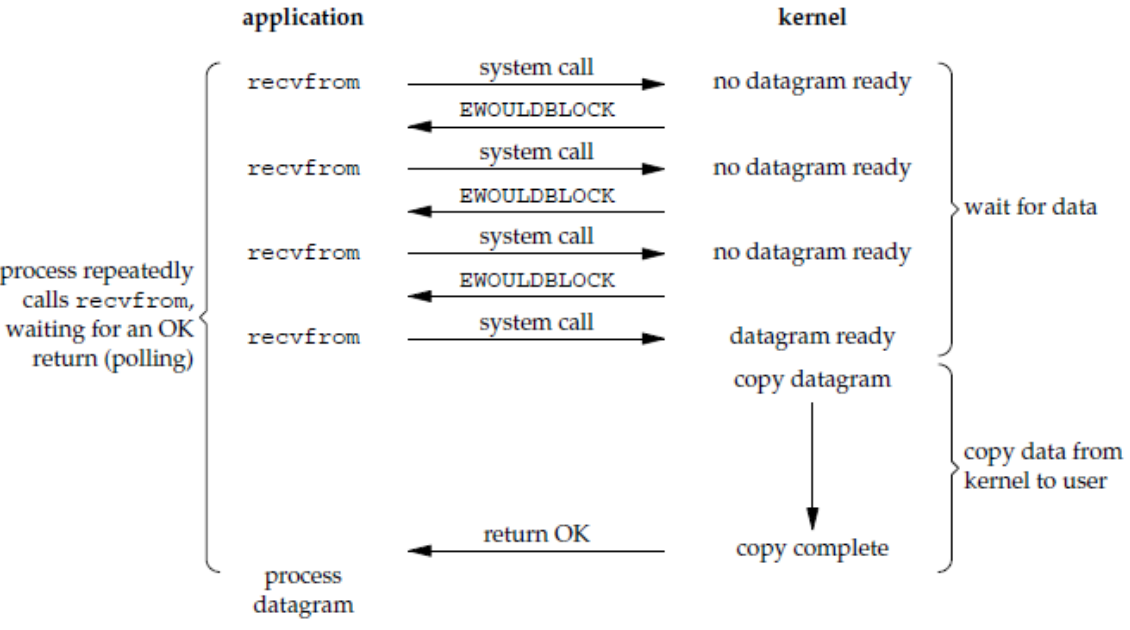 application kernel
recvfrom system call no datagram ready
EWOULDBLOCK
recvfrom system call no datagram ready
EWOULDBLOCK
wait for data
recvfrom system call no datagram ready
EWOULDBLOCK
process repeatedly
calls recvfrom,
waiting for an OK
return (polling)
recvfrom system call datagram ready
copy datagram
copy data from
kernel to user
return OK copy complete
process
datagram